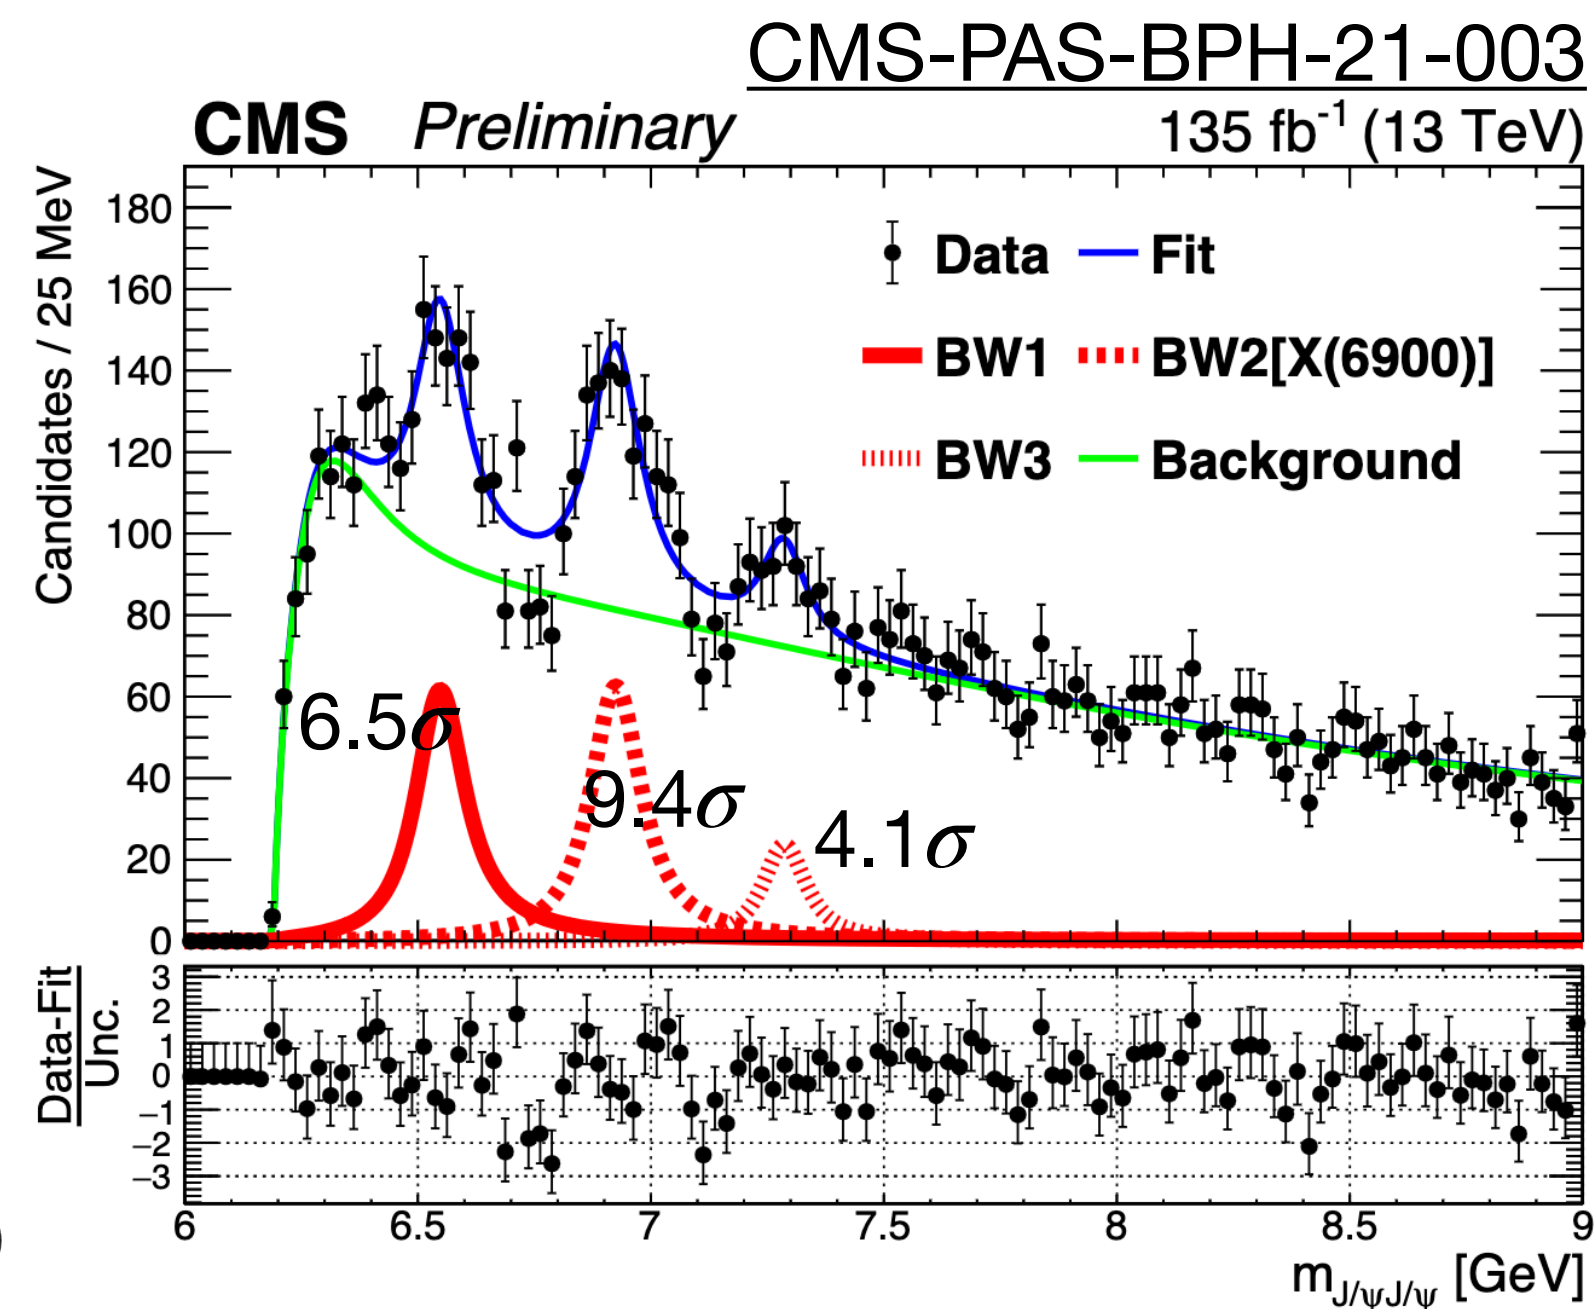 CMS-PAS-BPH-21-003
CMS Preliminary 135 fb⁻¹ (13 TeV)
Candidates / 25 MeV
180
160
140
120
100
80
60
40
20
0
Data Fit
BW1 BW2[X(6900)]
BW3 Background
6.5σ
9.4σ
4.1σ
Data-Fit
Unc.
3
2
1
0
−1
−2
−3
6 6.5 7 7.5 8 8.5 9
m_{J/ψJ/ψ} [GeV]
)